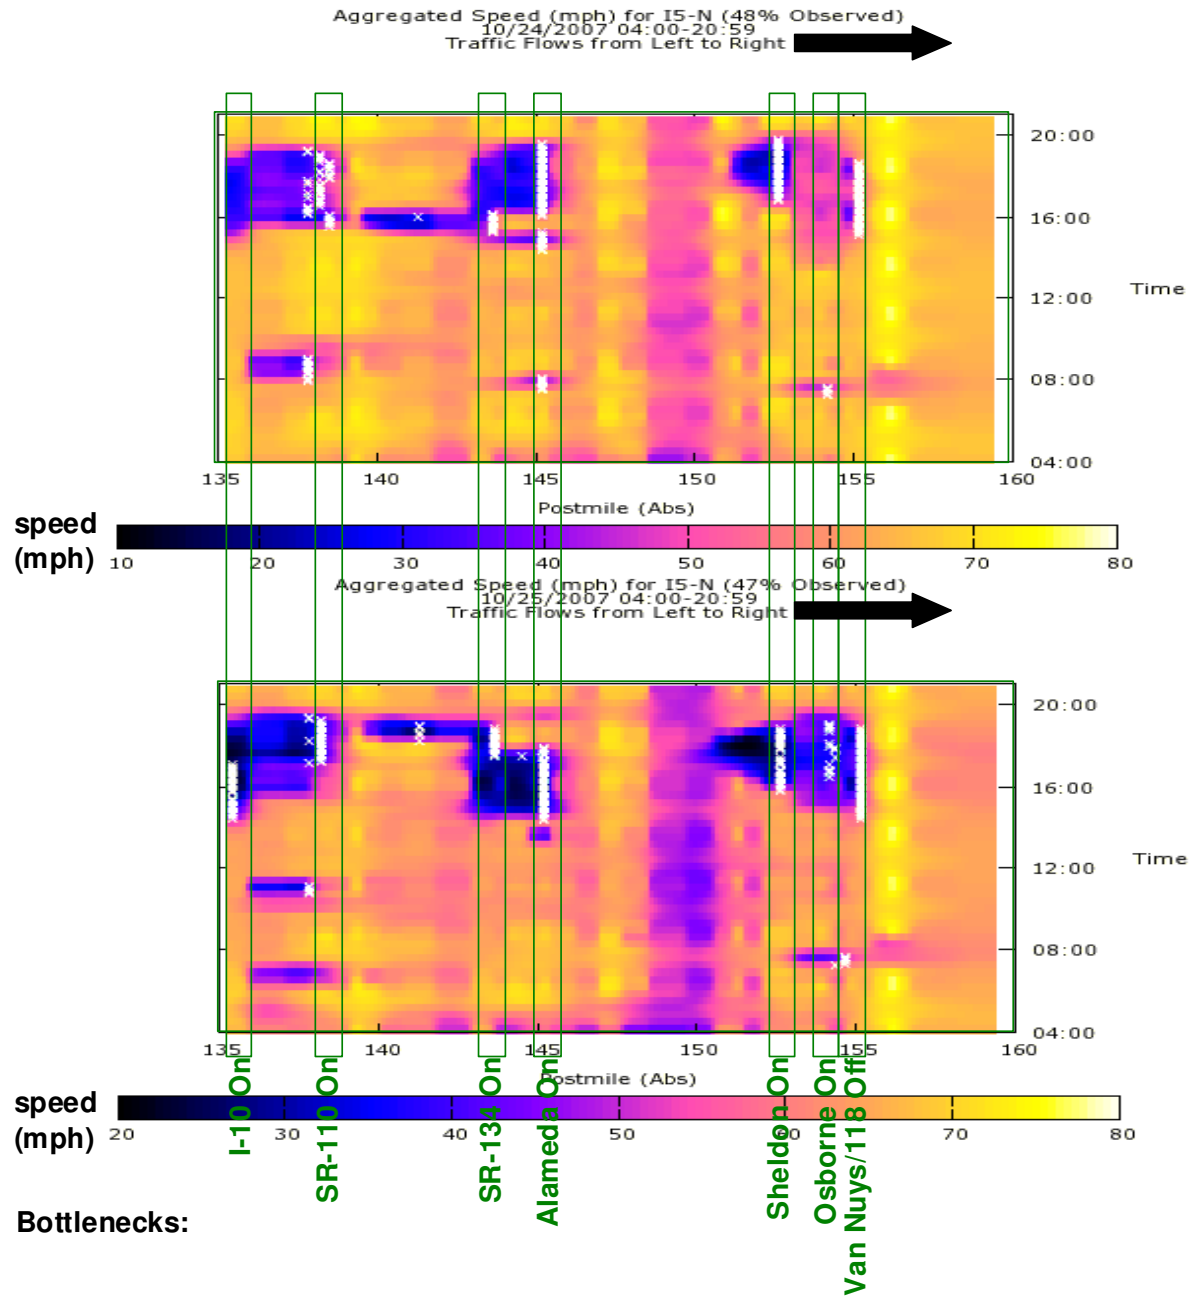 Aggregated Speed (mph) for I5-N (48% Observed)
10/24/2007 04:00-20:59
Traffic Flows from Left to Right
20:00
16:00
12:00
Time
08:00
04:00
135 140 145 150 155 160
Postmile (Abs)
speed
(mph)
10 20 30 40 50 60 70 80
Aggregated Speed (mph) for I5-N (47% Observed)
10/25/2007 04:00-20:59
Traffic Flows from Left to Right
20:00
16:00
12:00
Time
08:00
04:00
135 140 145 150 155 160
Postmile (Abs)
speed
(mph)
20 30 40 50 60 70 80
Bottlenecks:
I-10 On
SR-110 On
SR-134 On
Alameda On
Sheldon On
Osborne On
Van Nuys/118 Off